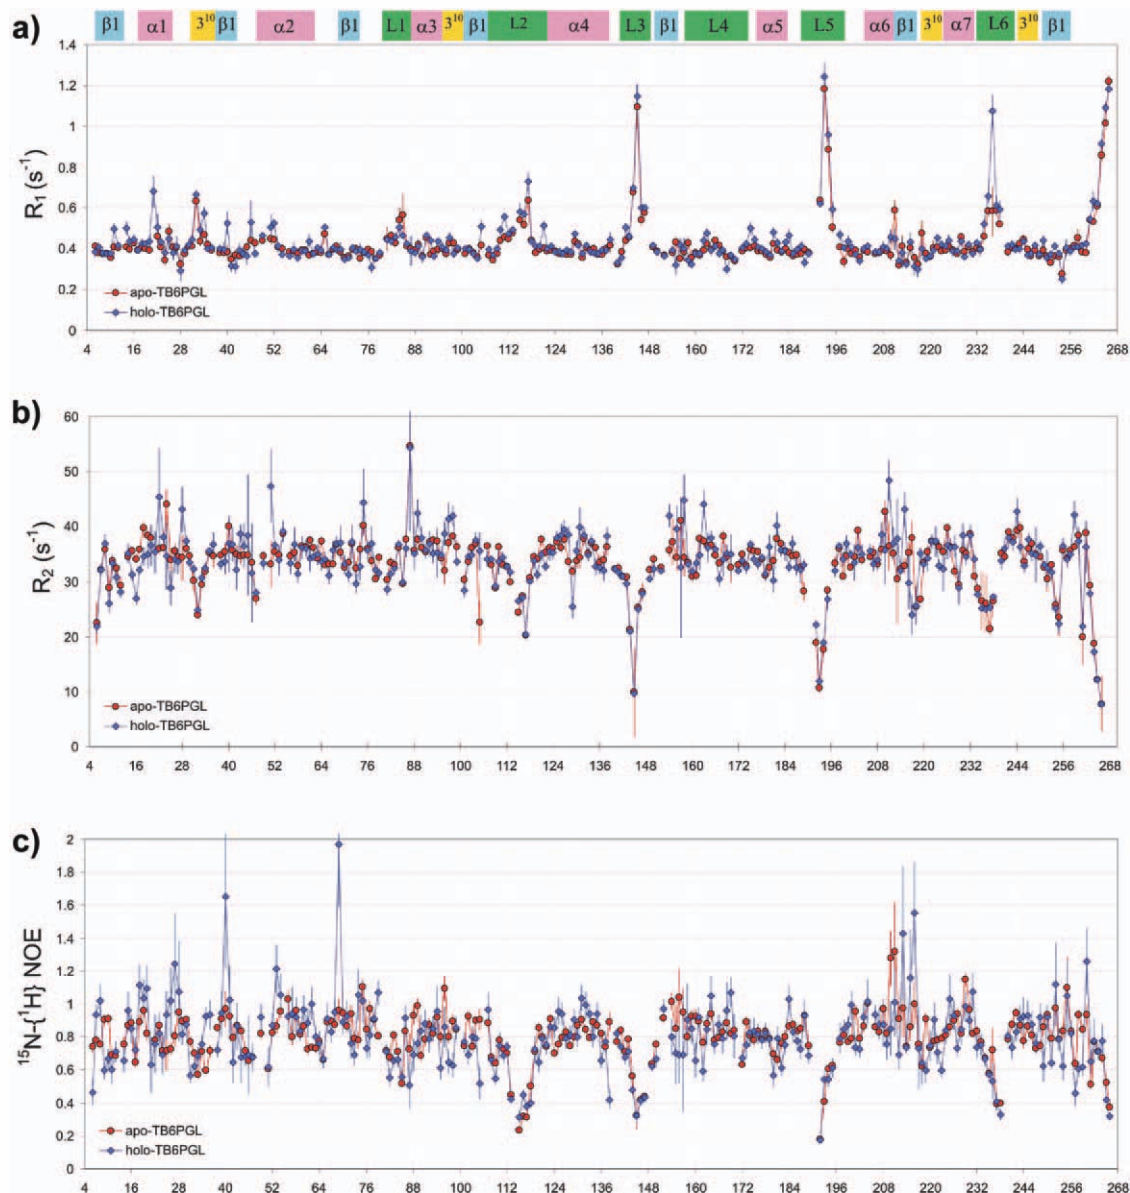 a) β1 α1 3¹⁰ β1 α2 β1 L1 α3 3¹⁰ β1 L2 α4 L3 β1 L4 α5 L5 α6 β1 3¹⁰ α7 L6 3¹⁰ β1
1.4
1.2
1
0.8
0.6
0.4
0.2
0
R₁ (s⁻¹)
apo-TB6PGL
holo-TB6PGL
4 16 28 40 52 64 76 88 100 112 124 136 148 160 172 184 196 208 220 232 244 256 268
b)
60
50
40
30
20
10
0
R₂ (s⁻¹)
apo-TB6PGL
holo-TB6PGL
4 16 28 40 52 64 76 88 100 112 124 136 148 160 172 184 196 208 220 232 244 256 268
c)
2
1.8
1.6
1.4
1.2
1
0.8
0.6
0.4
0.2
0
¹⁵N-{¹H} NOE
apo-TB6PGL
holo-TB6PGL
4 16 28 40 52 64 76 88 100 112 124 136 148 160 172 184 196 208 220 232 244 256 268